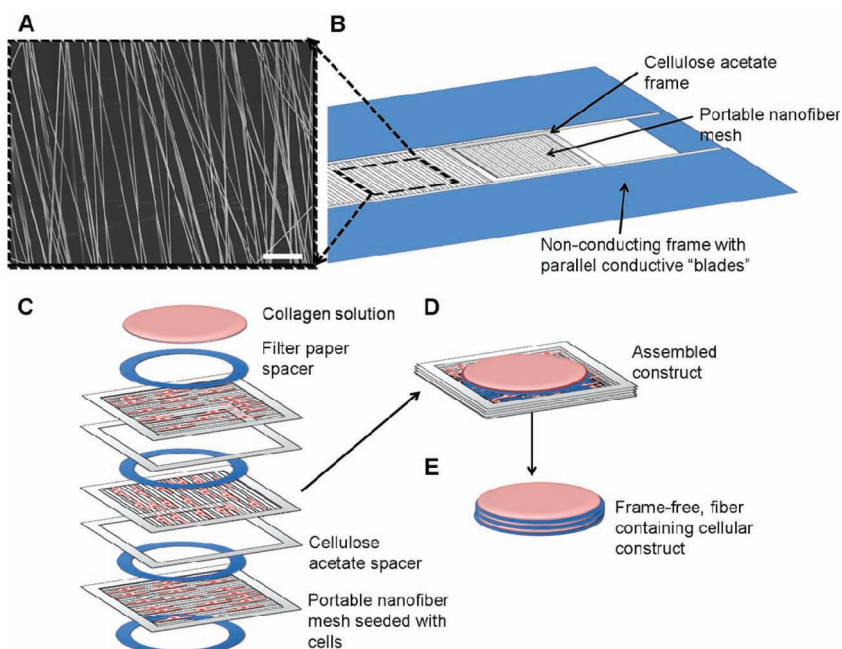 A
B
Cellulose acetate
frame
Portable nanofiber
mesh
Non-conducting frame with
parallel conductive “blades”
C
Collagen solution
Filter paper
spacer
Cellulose
acetate spacer
Portable nanofiber
mesh seeded with
cells
D
Assembled
construct
E
Frame-free, fiber
containing cellular
construct